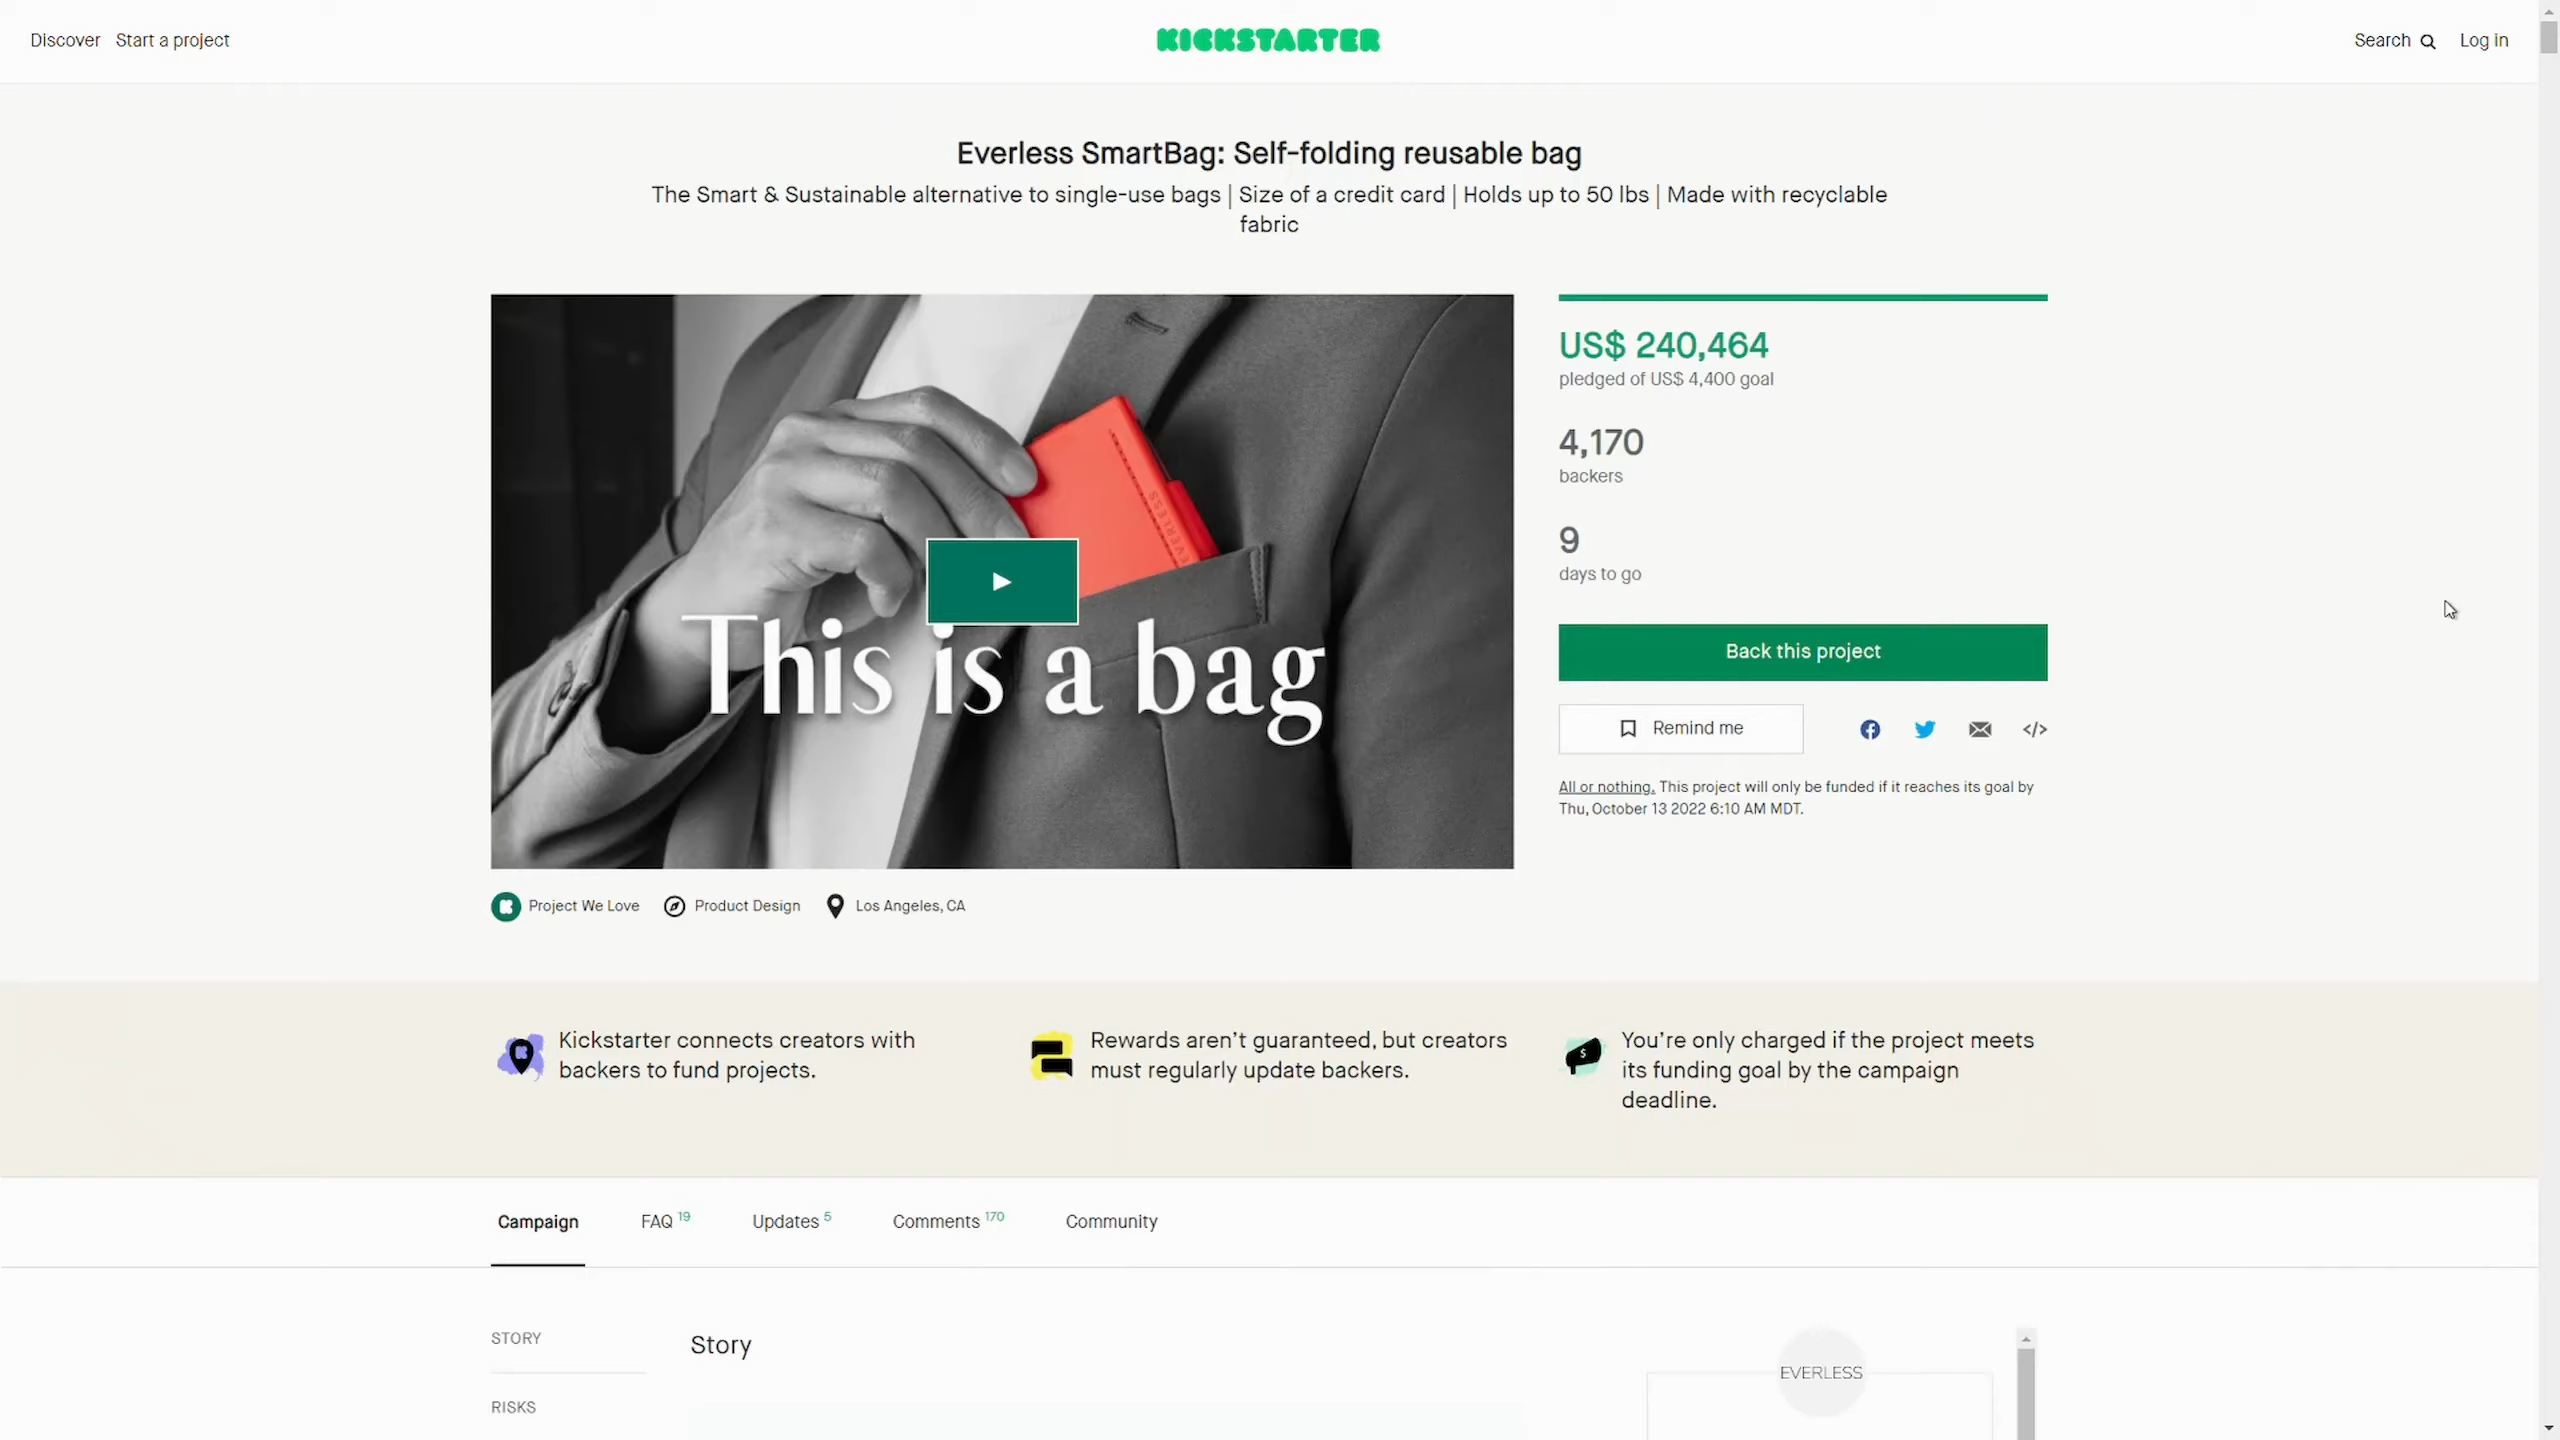 Discover Start a project
KICKSTARTER
Search Log in
Everless SmartBag: Self-folding reusable bag
The Smart & Sustainable alternative to single-use bags | Size of a credit card | Holds up to 50 lbs | Made with recyclable
fabric
EVERLESS
This is a bag
US$ 240,464
pledged of US$ 4,400 goal
4,170
backers
9
days to go
Back this project
Remind me
All or nothing. This project will only be funded if it reaches its goal by
Thu, October 13 2022 6:10 AM MDT.
Project We Love Product Design Los Angeles, CA
Kickstarter connects creators with
backers to fund projects.
Rewards aren't guaranteed, but creators
must regularly update backers.
You're only charged if the project meets
its funding goal by the campaign
deadline.
Campaign FAQ 19 Updates 5 Comments 170 Community
STORY
RISKS
Story
EVERLESS